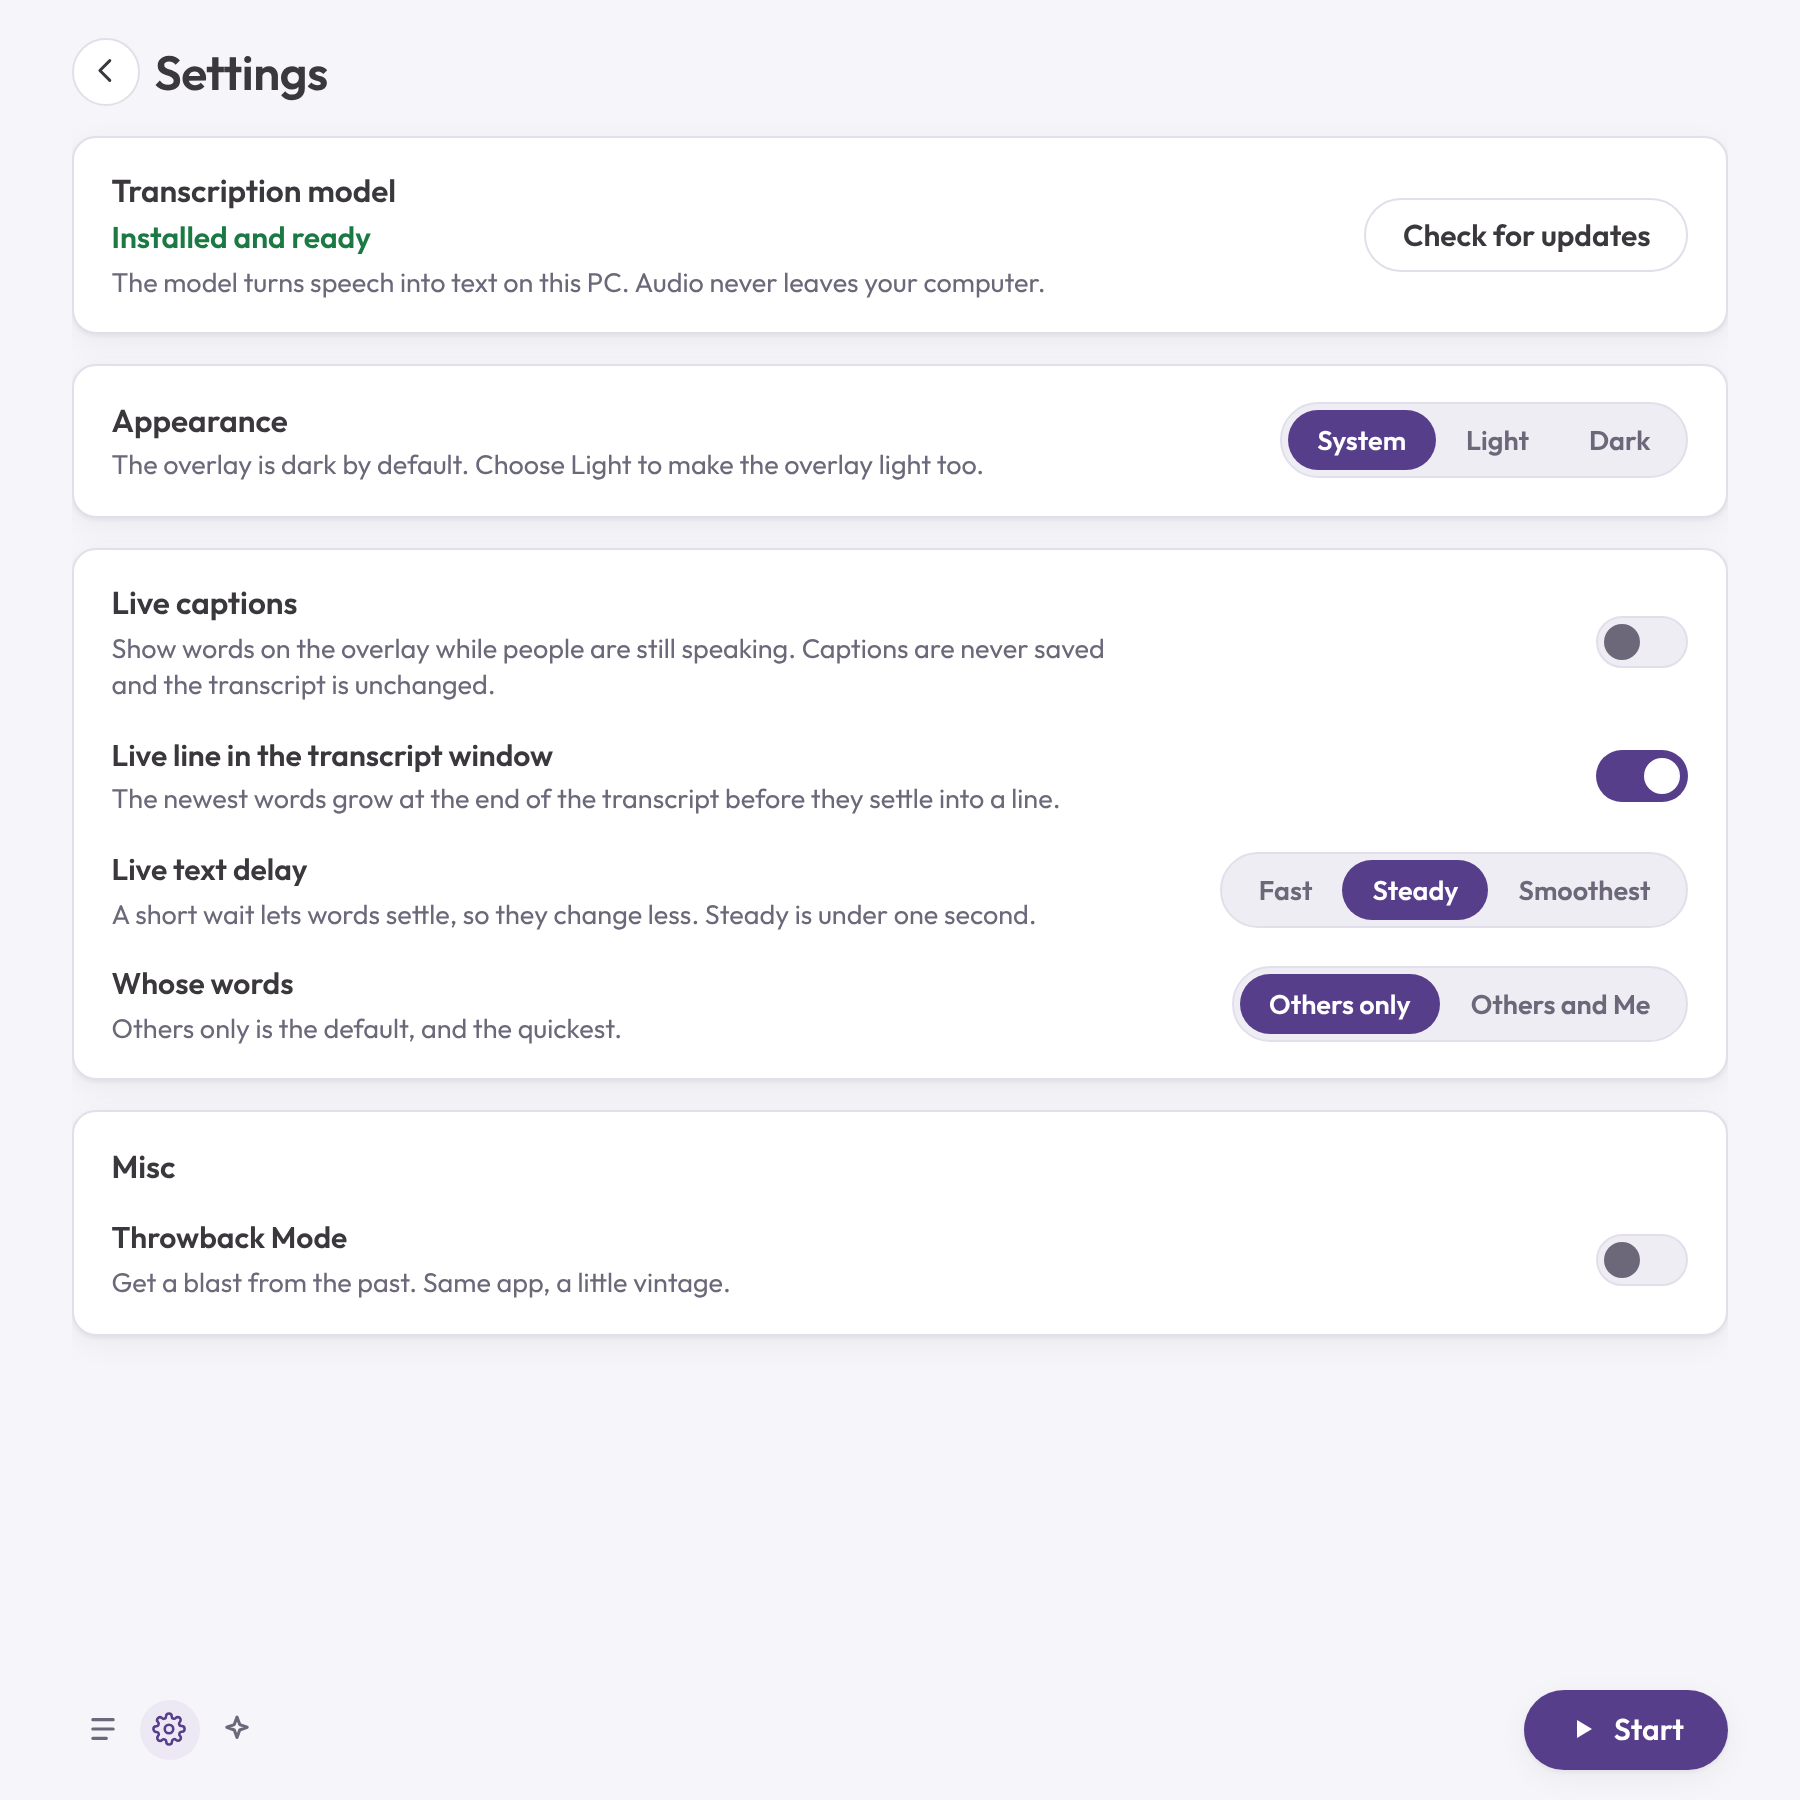 Settings
Transcription model
Installed and ready
The model turns speech into text on this PC. Audio never leaves your computer.
Check for updates
Appearance
The overlay is dark by default. Choose Light to make the overlay light too.
System Light Dark
Live captions
Show words on the overlay while people are still speaking. Captions are never saved
and the transcript is unchanged.
Live line in the transcript window
The newest words grow at the end of the transcript before they settle into a line.
Live text delay
A short wait lets words settle, so they change less. Steady is under one second.
Fast Steady Smoothest
Whose words
Others only is the default, and the quickest.
Others only Others and Me
Misc
Throwback Mode
Get a blast from the past. Same app, a little vintage.
Start